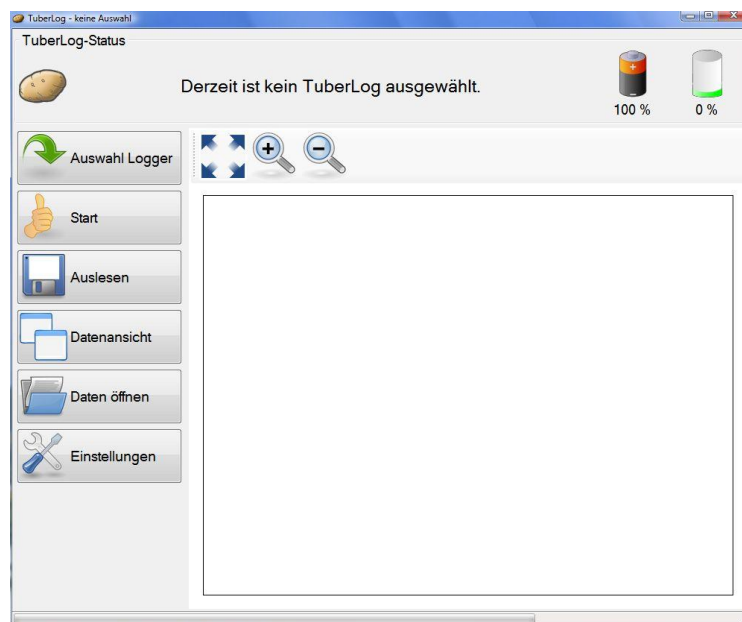 TuberLog - keine Auswahl
TuberLog-Status
Derzeit ist kein TuberLog ausgewählt.
100 %
0 %
Auswahl Logger
Start
Auslesen
Datenansicht
Daten öffnen
Einstellungen